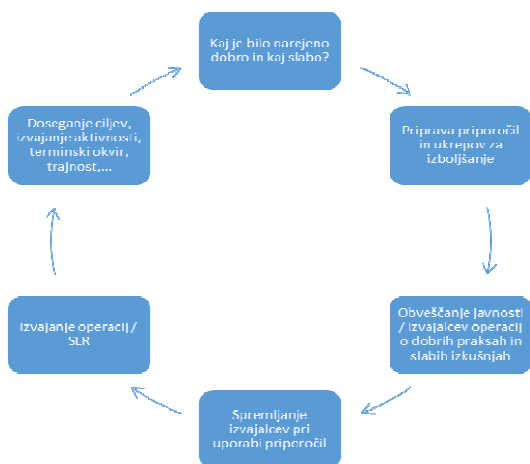 Kaj je bilo narejeno
dobro in kaj slabo?
Priprava priporočil
in ukrepov za
izboljšanje
Obveščanje javnosti
/ izvajalcev operacij
o dobrih praksah in
slabih izkušnjah
Spremljanje
izvajalcev pri
uporabi priporočil
Izvajanje operacij /
SLR
Doseganje ciljev,
izvajanje aktivnosti,
terminski okvir,
trajnost,...